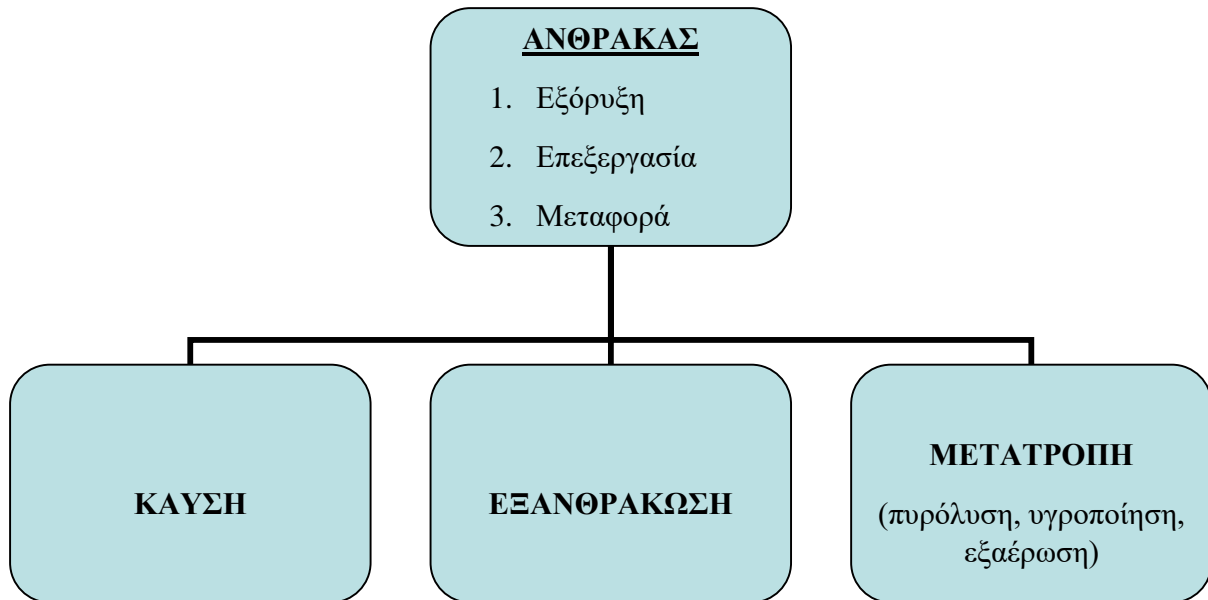 ΑΝΘΡΑΚΑΣ
1. Εξόρυξη
2. Επεξεργασία
3. Μεταφορά
ΚΑΥΣΗ
ΕΞΑΝΘΡΑΚΩΣΗ
ΜΕΤΑΤΡΟΠΗ
(πυρόλυση, υγροποίηση,
εξαέρωση)